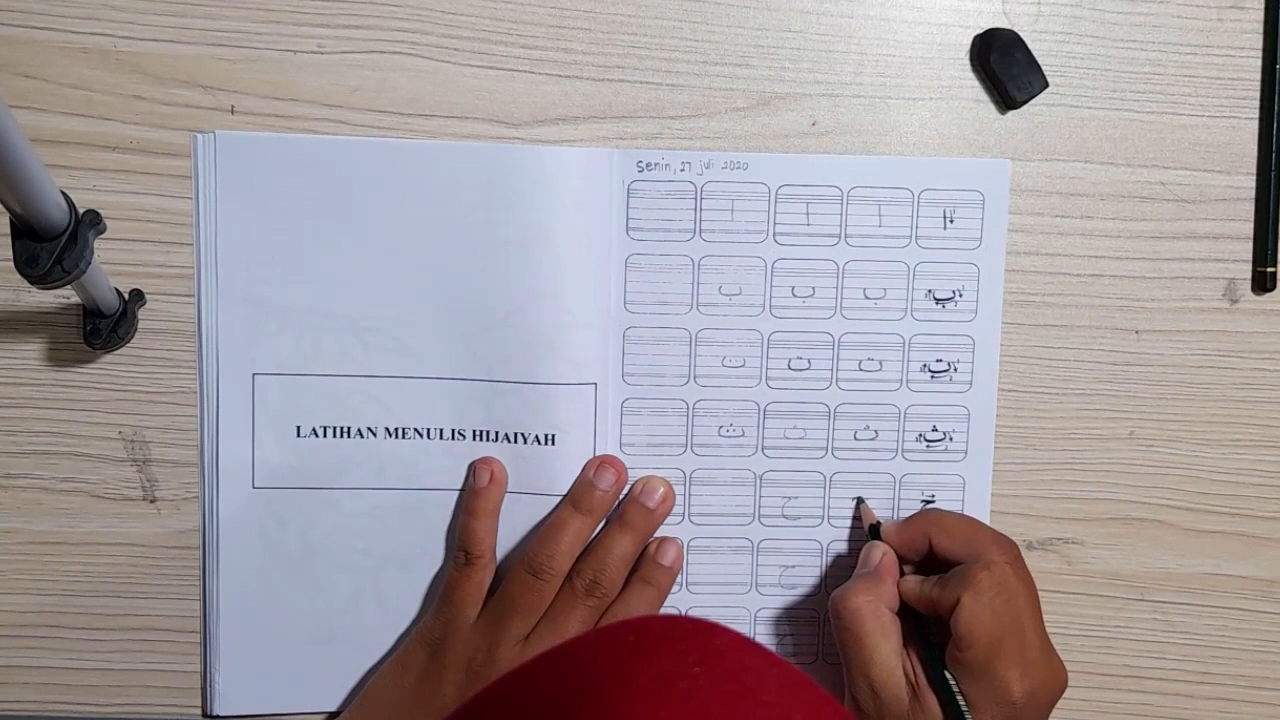 LATIHAN MENULIS HIJAIYAH
Senin, 27 juli 2020
ا ا ا ا
ب ب ب ب
ت ت ت ت
ث ث ث ث